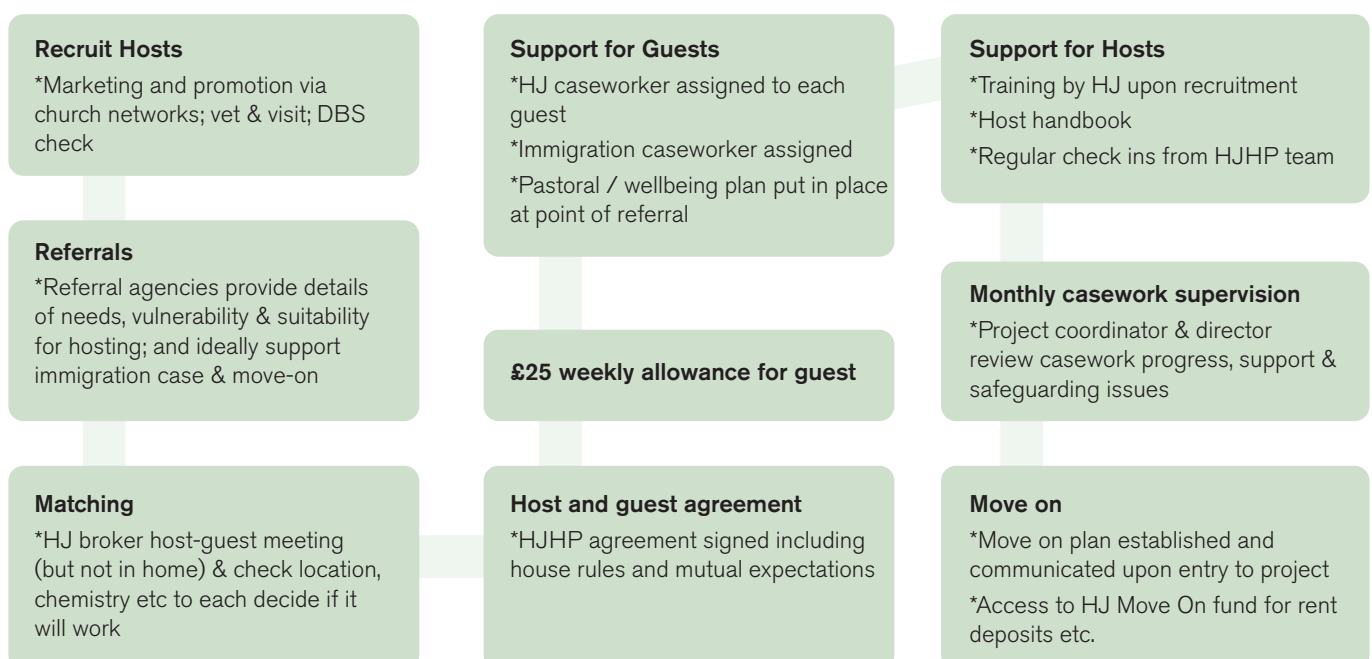 Recruit Hosts
*Marketing and promotion via
church networks; vet & visit; DBS
check
Referrals
*Referral agencies provide details
of needs, vulnerability & suitability
for hosting; and ideally support
immigration case & move-on
Matching
*HJ broker host-guest meeting
(but not in home) & check location,
chemistry etc to each decide if it
will work
Host and guest agreement
*HJHP agreement signed including
house rules and mutual expectations
£25 weekly allowance for guest
Support for Guests
*HJ caseworker assigned to each
guest
*Immigration caseworker assigned
*Pastoral / wellbeing plan put in place
at point of referral
Support for Hosts
*Training by HJ upon recruitment
*Host handbook
*Regular check ins from HJHP team
Monthly casework supervision
*Project coordinator & director
review casework progress, support &
safeguarding issues
Move on
*Move on plan established and
communicated upon entry to project
*Access to HJ Move On fund for rent
deposits etc.